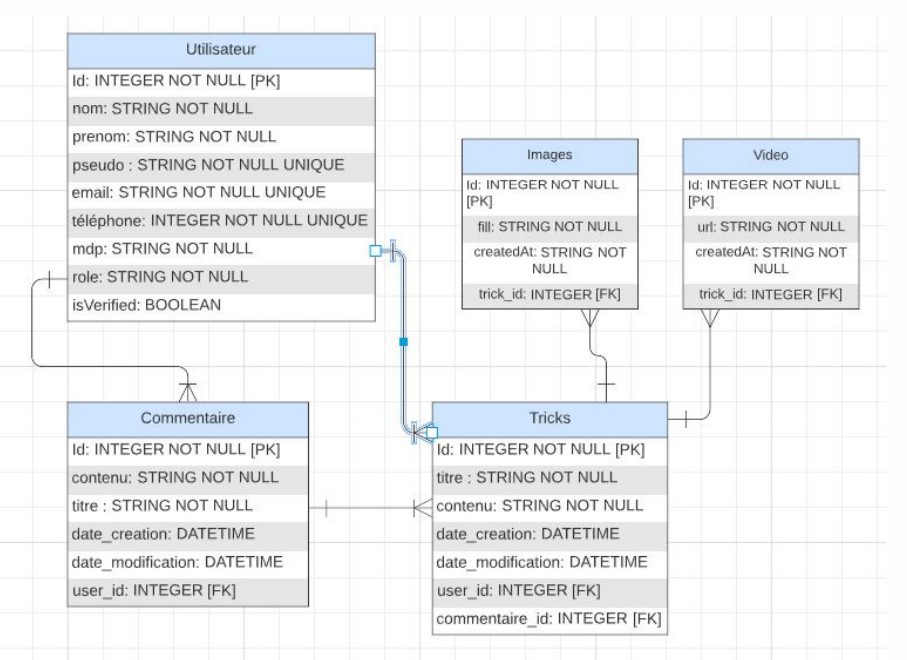 Utilisateur
Id: INTEGER NOT NULL [PK]
nom: STRING NOT NULL
prenom: STRING NOT NULL
pseudo : STRING NOT NULL UNIQUE
email: STRING NOT NULL UNIQUE
téléphone: INTEGER NOT NULL UNIQUE
mdp: STRING NOT NULL
role: STRING NOT NULL
isVerified: BOOLEAN
Images
Id: INTEGER NOT NULL
[PK]
fill: STRING NOT NULL
createdAt: STRING NOT
NULL
trick_id: INTEGER [FK]
Video
Id: INTEGER NOT NULL
[PK]
url: STRING NOT NULL
createdAt: STRING NOT
NULL
trick_id: INTEGER [FK]
Commentaire
Id: INTEGER NOT NULL [PK]
contenu: STRING NOT NULL
titre : STRING NOT NULL
date_creation: DATETIME
date_modification: DATETIME
user_id: INTEGER [FK]
Tricks
Id: INTEGER NOT NULL [PK]
titre : STRING NOT NULL
contenu: STRING NOT NULL
date_creation: DATETIME
date_modification: DATETIME
user_id: INTEGER [FK]
commentaire_id: INTEGER [FK]